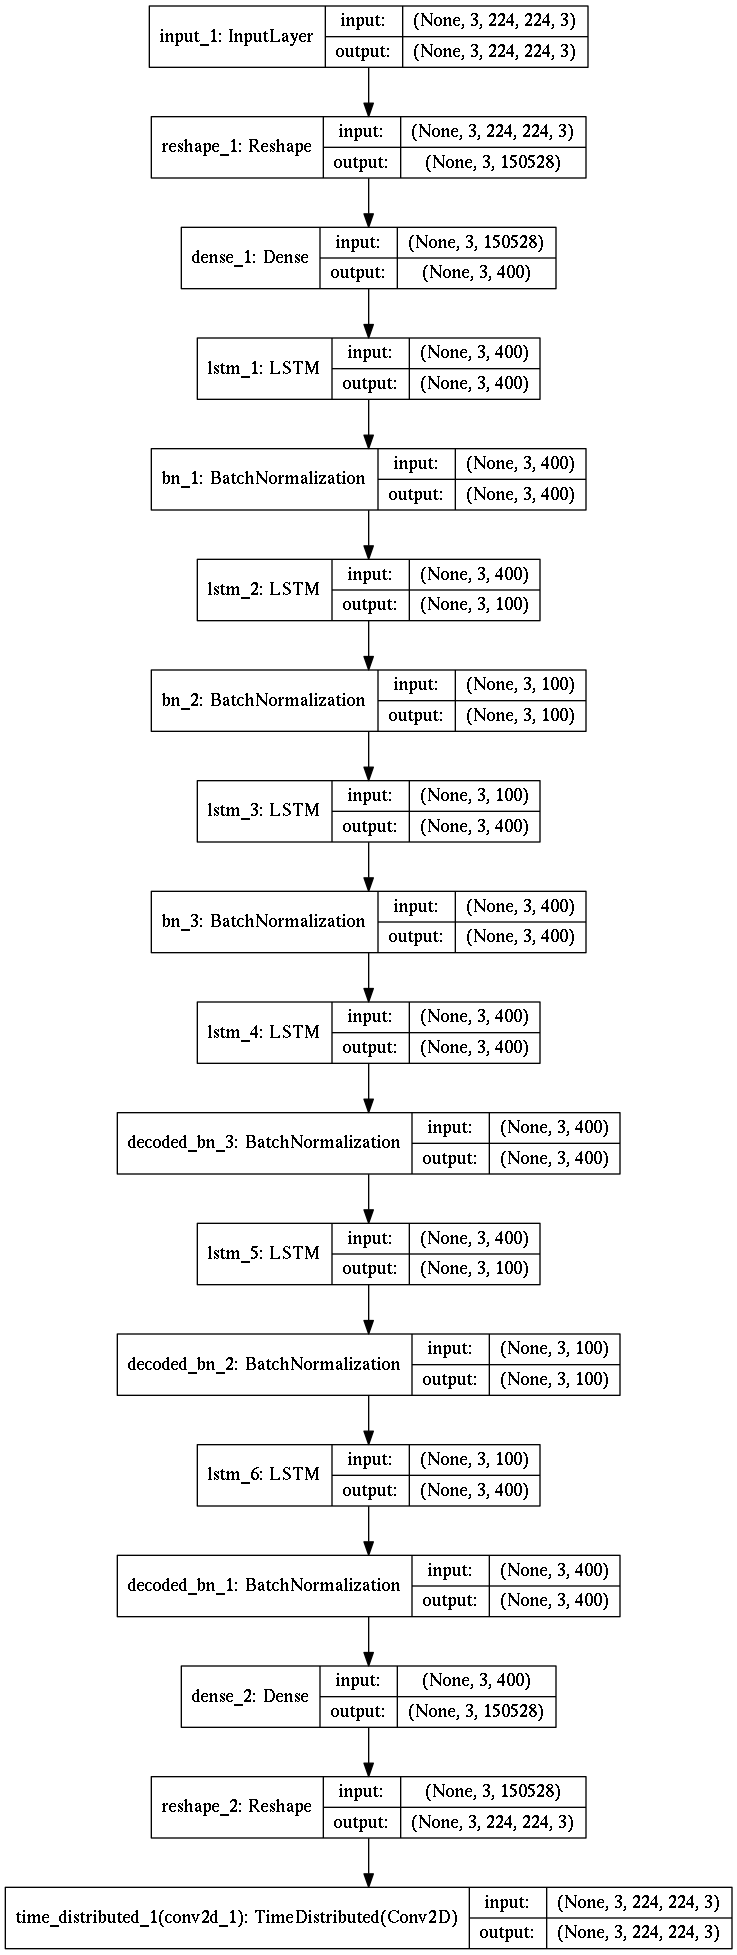 input_1: InputLayer
input:
(None, 3, 224, 224, 3)
output:
(None, 3, 224, 224, 3)
reshape_1: Reshape
input:
(None, 3, 224, 224, 3)
output:
(None, 3, 150528)
dense_1: Dense
input:
(None, 3, 150528)
output:
(None, 3, 400)
lstm_1: LSTM
input:
(None, 3, 400)
output:
(None, 3, 400)
bn_1: BatchNormalization
input:
(None, 3, 400)
output:
(None, 3, 400)
lstm_2: LSTM
input:
(None, 3, 400)
output:
(None, 3, 100)
bn_2: BatchNormalization
input:
(None, 3, 100)
output:
(None, 3, 100)
lstm_3: LSTM
input:
(None, 3, 100)
output:
(None, 3, 400)
bn_3: BatchNormalization
input:
(None, 3, 400)
output:
(None, 3, 400)
lstm_4: LSTM
input:
(None, 3, 400)
output:
(None, 3, 400)
decoded_bn_3: BatchNormalization
input:
(None, 3, 400)
output:
(None, 3, 400)
lstm_5: LSTM
input:
(None, 3, 400)
output:
(None, 3, 100)
decoded_bn_2: BatchNormalization
input:
(None, 3, 100)
output:
(None, 3, 100)
lstm_6: LSTM
input:
(None, 3, 100)
output:
(None, 3, 400)
decoded_bn_1: BatchNormalization
input:
(None, 3, 400)
output:
(None, 3, 400)
dense_2: Dense
input:
(None, 3, 400)
output:
(None, 3, 150528)
reshape_2: Reshape
input:
(None, 3, 150528)
output:
(None, 3, 224, 224, 3)
time_distributed_1(conv2d_1): TimeDistributed(Conv2D)
input:
(None, 3, 224, 224, 3)
output:
(None, 3, 224, 224, 3)